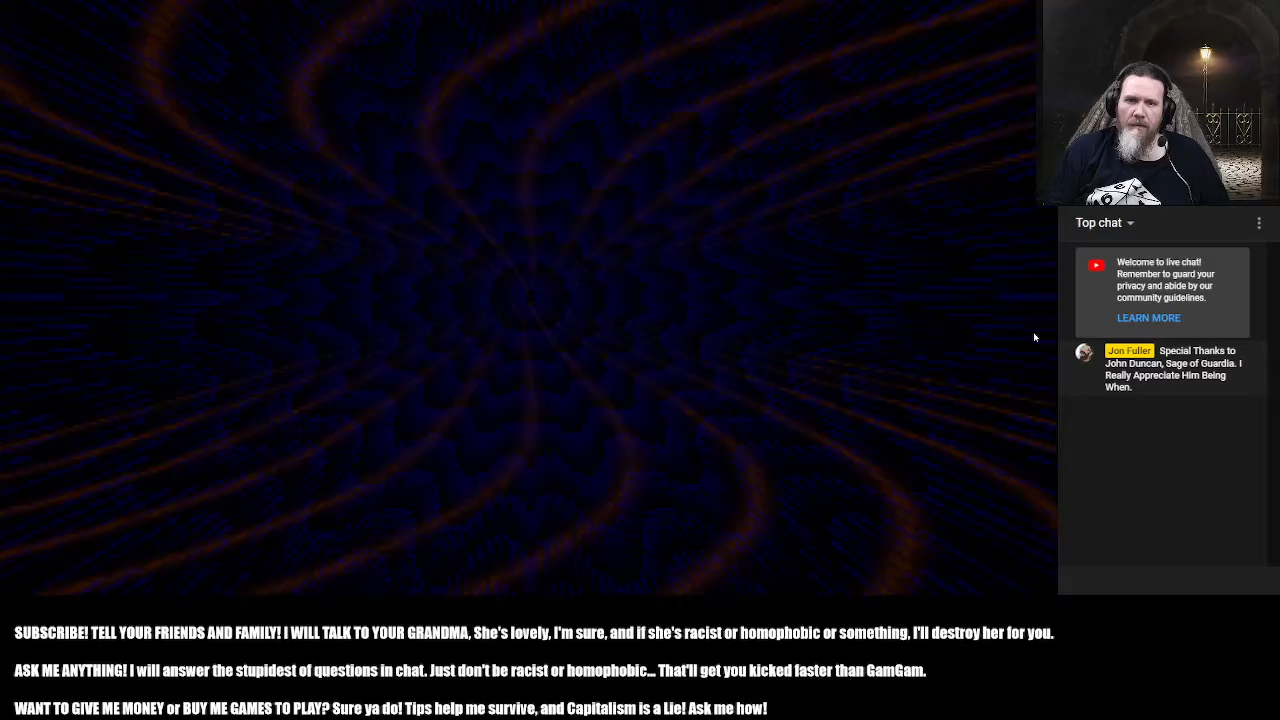 Top chat
Welcome to live chat!
Remember to guard your
privacy and abide by our
community guidelines.
LEARN MORE
Jon Fuller Special Thanks to
John Duncan, Sage of Guardia. I
Really Appreciate Him Being
When.
SUBSCRIBE! TELL YOUR FRIENDS AND FAMILY! I WILL TALK TO YOUR GRANDMA, She's lovely, I'm sure, and if she's racist or homophobic or something, I'll destroy her for you.
ASK ME ANYTHING! I will answer the stupidest of questions in chat. Just don't be racist or homophobic... That'll get you kicked faster than GamGam.
WANT TO GIVE ME MONEY or BUY ME GAMES TO PLAY? Sure ya do! Tips help me survive, and Capitalism is a Lie! Ask me how!